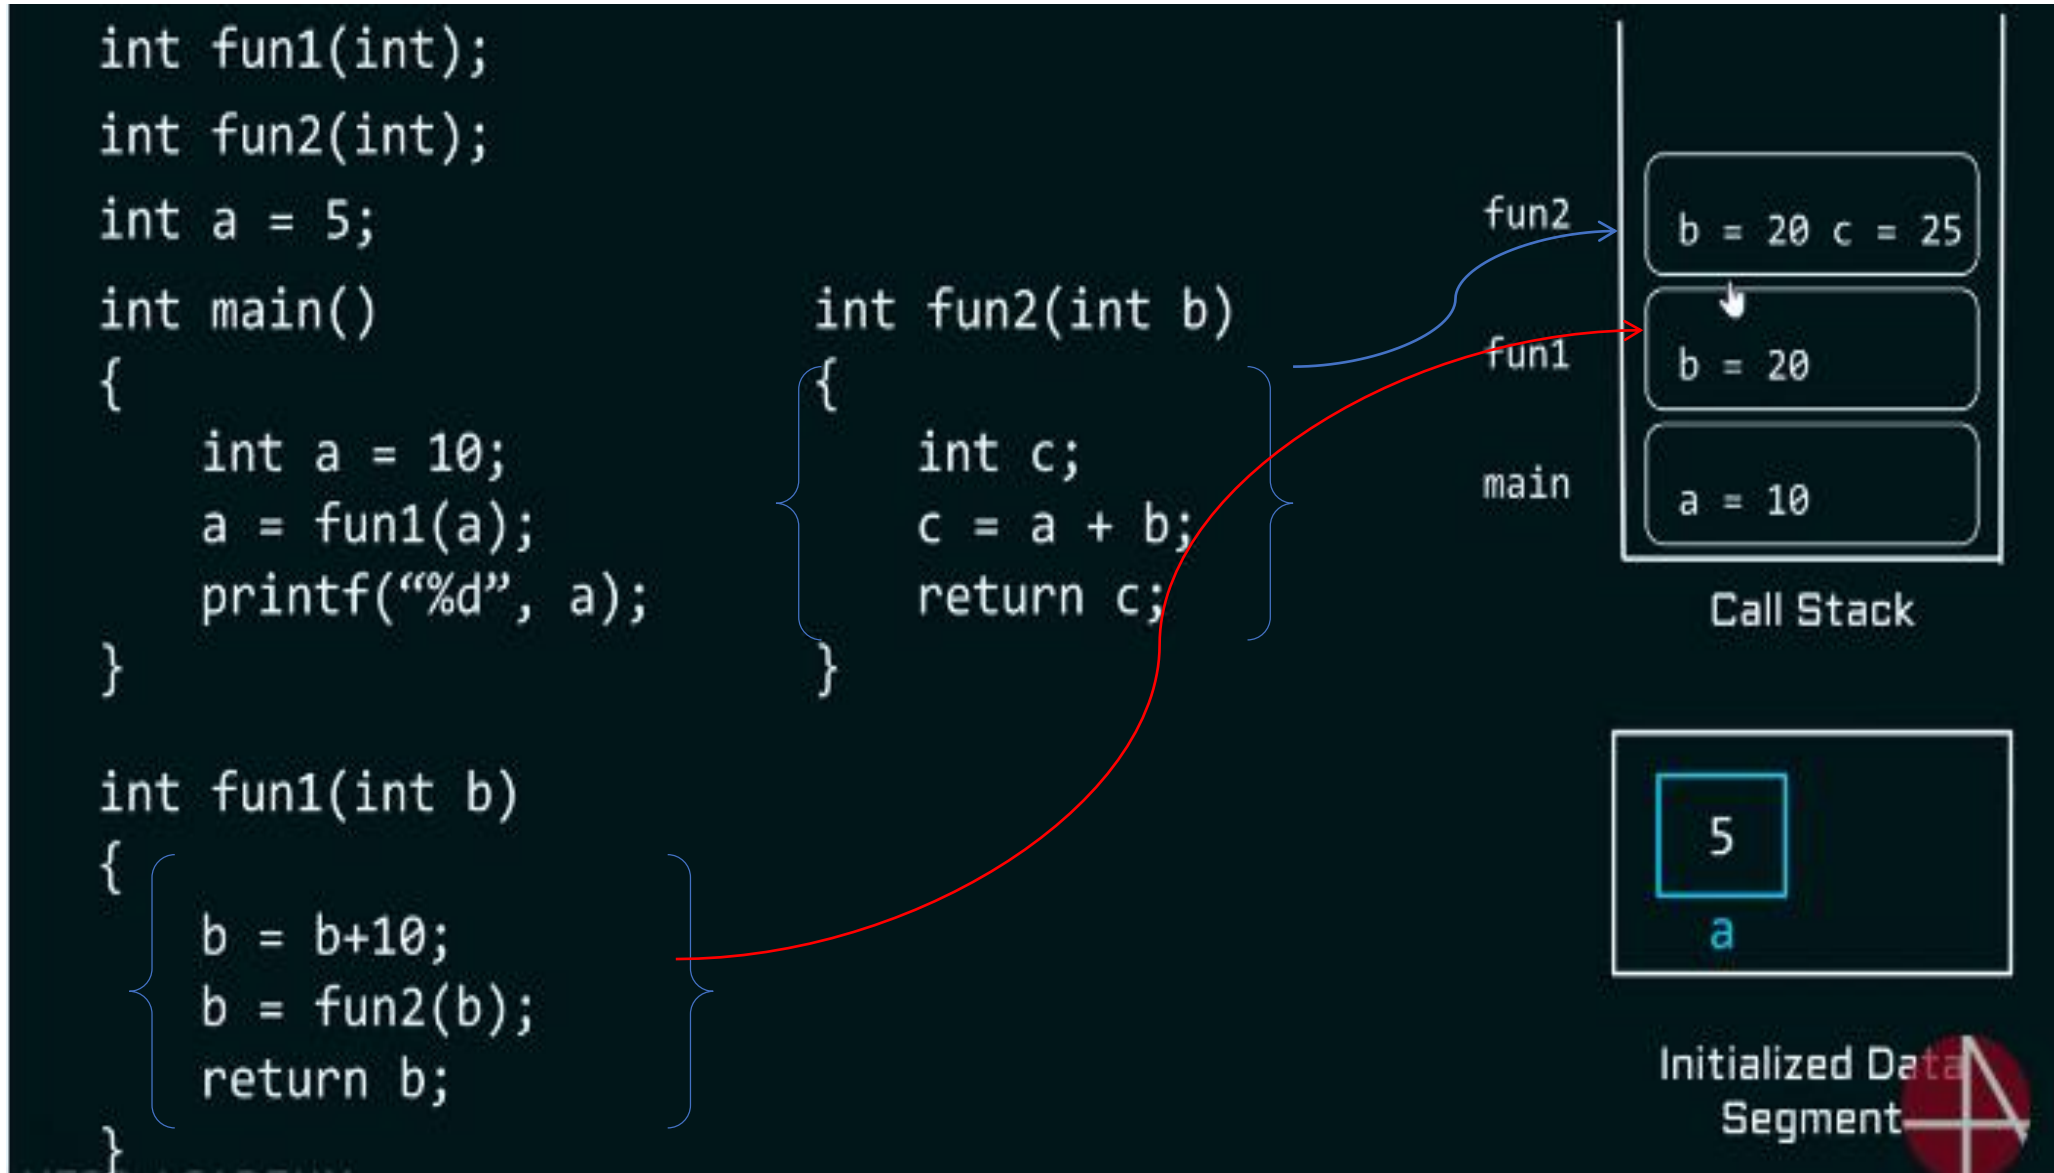 int fun1(int);
int fun2(int);
int a = 5;
int main()
{
int a = 10;
a = fun1(a);
printf(“%d”, a);
}
int fun1(int b)
{
b = b+10;
b = fun2(b);
return b;
}
int fun2(int b)
{
int c;
c = a + b;
return c;
}
fun2
b = 20 c = 25
fun1
b = 20
main
a = 10
Call Stack
5
a
Initialized Data
Segment